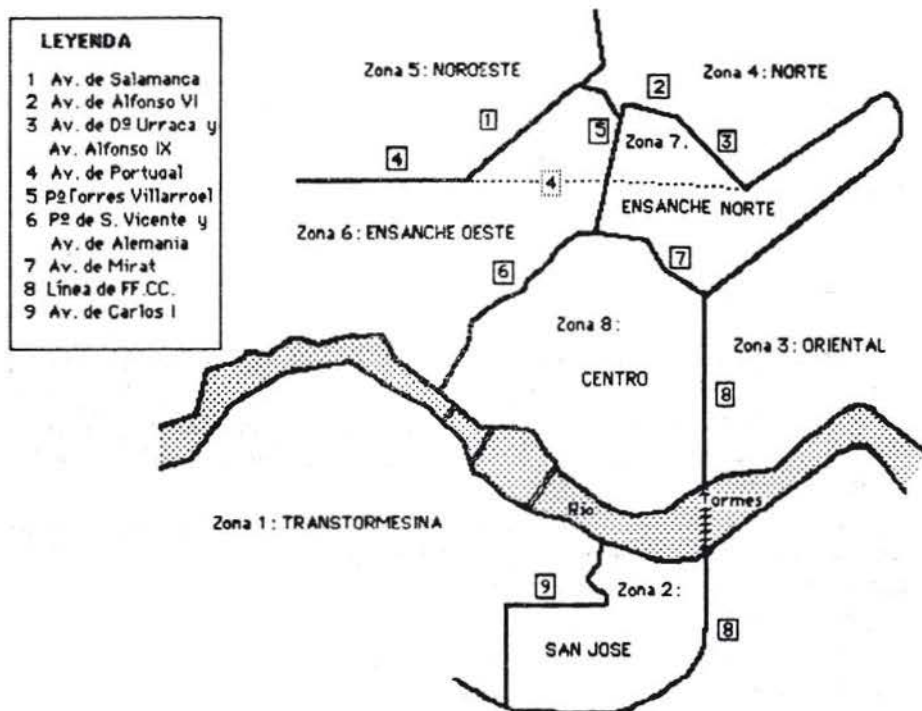 LEYENDA
1 Av. de Salamanca
2 Av. de Alfonso VI
3 Av. de Dº Urraca y
Av. Alfonso IX
4 Av. de Portugal
5 Pº Torres Villarroel
6 Pº de S. Vicente y
Av. de Alemania
7 Av. de Mirat
8 Línea de FF.CC.
9 Av. de Carlos I
Zona 5: NOROESTE
Zona 4: NORTE
2
1
5
3
Zona 7.
4
4
ENSANCHE NORTE
Zona 6: ENSANCHE OESTE
6
7
Zona 8:
Zona 3: ORIENTAL
CENTRO
8
Río
Tormes
Zona 1: TRANSTORMESINA
9
Zona 2:
8
SAN JOSE